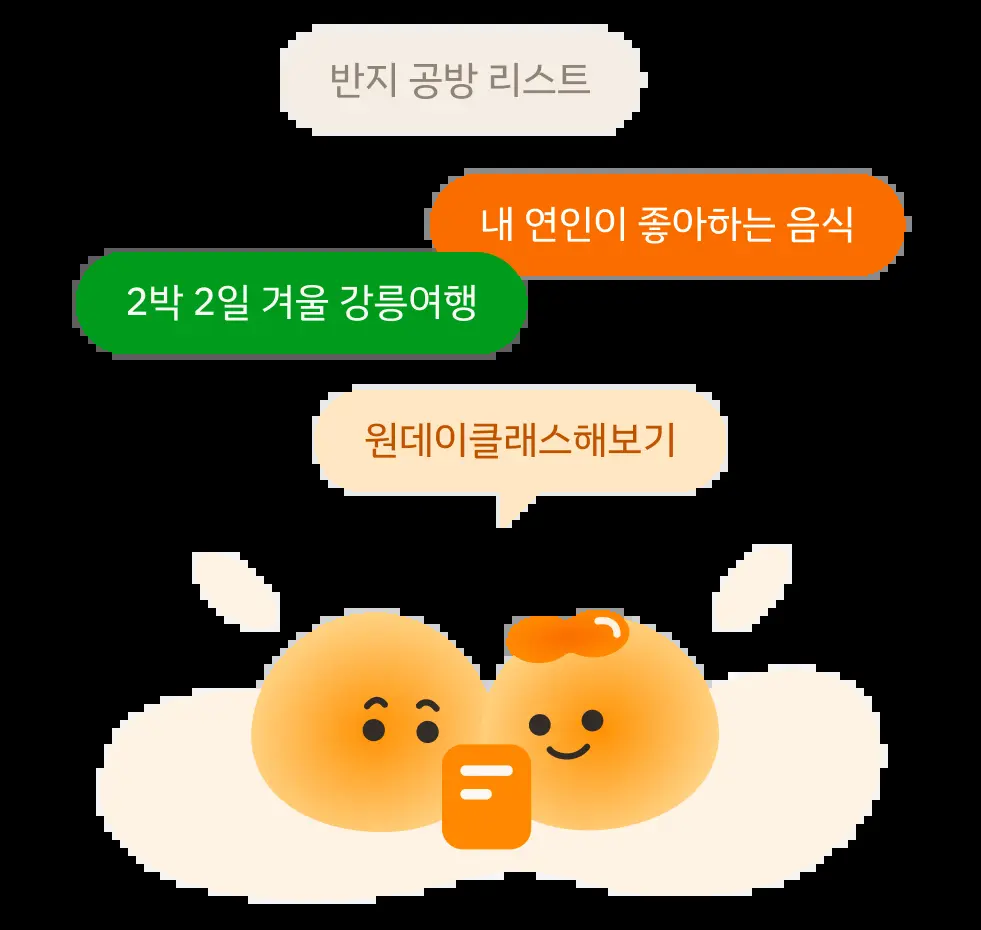 반지 공방 리스트
내 연인이 좋아하는 음식
2박 2일 겨울 강릉여행
원데이클래스해보기